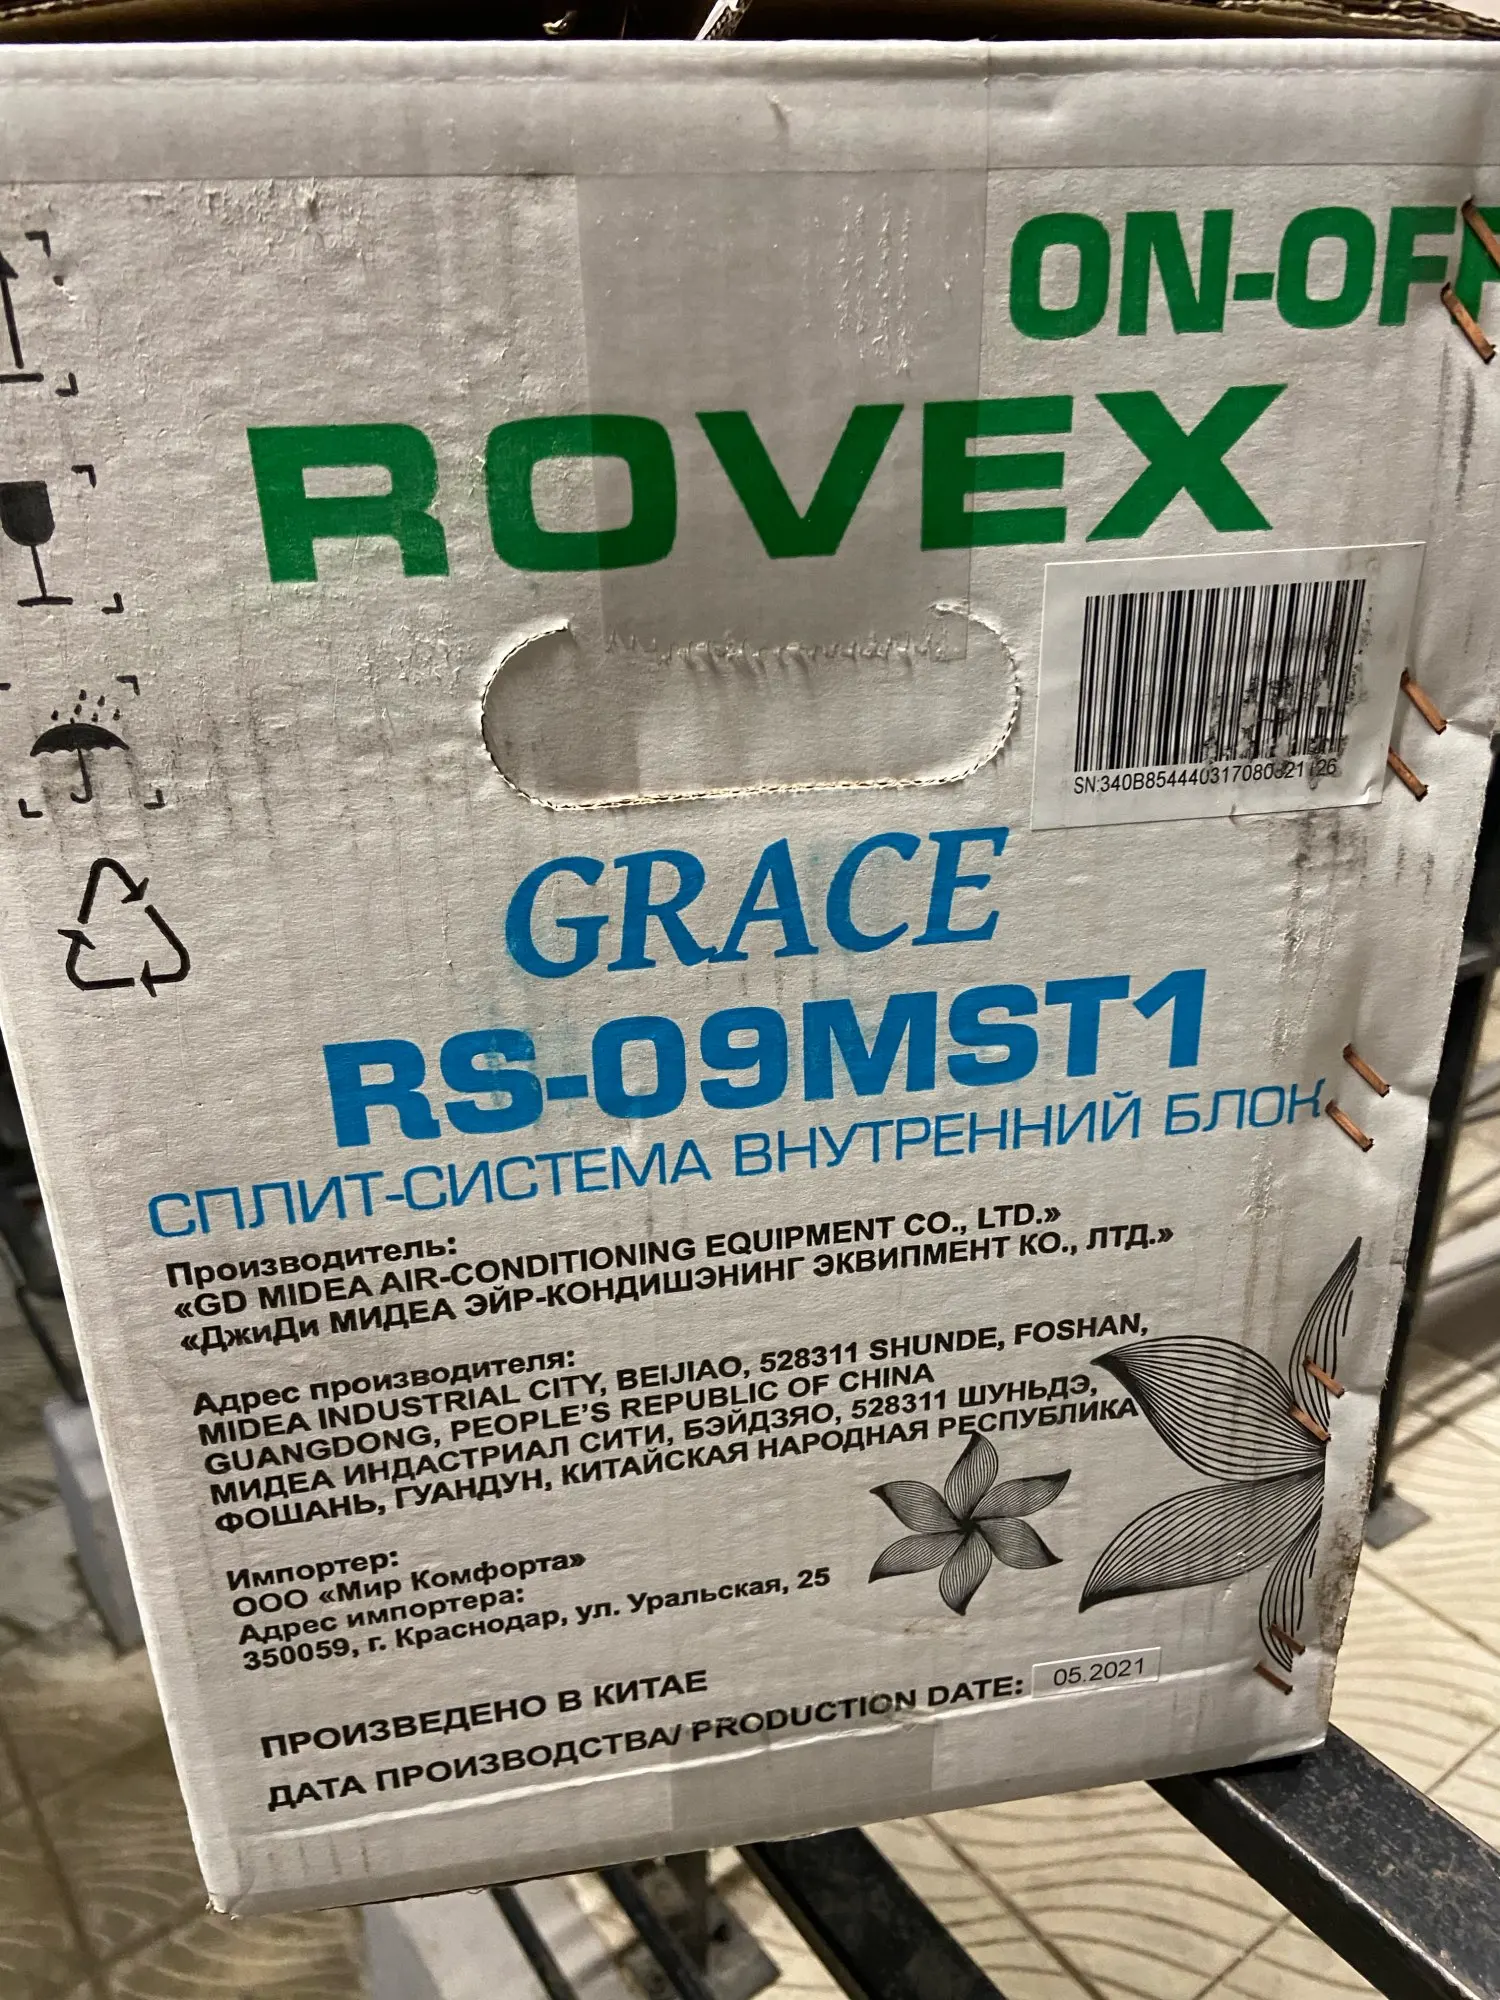 ON-OFF
ROVEX
GRACE
RS-09MST1
СПЛИТ-СИСТЕМА ВНУТРЕННИЙ БЛОК
Производитель:
«GD MIDEA AIR-CONDITIONING EQUIPMENT CO., LTD.»
«ДжиДи МИДЕА ЭЙР-КОНДИШЭНИНГ ЭКВИПМЕНТ КО., ЛТД.»
Адрес производителя:
MIDEA INDUSTRIAL CITY, BEIJIAO, 528311 SHUNDE, FOSHAN,
GUANGDONG, PEOPLE'S REPUBLIC OF CHINA
МИДЕА ИНДАСТРИАЛ СИТИ, БЭЙДЗЯО, 528311 ШУНЬДЭ,
ФОШАНЬ, ГУАНДУН, КИТАЙСКАЯ НАРОДНАЯ РЕСПУБЛИКА
Импортер:
ООО «Мир Комфорта»
Адрес импортера:
350059, г. Краснодар, ул. Уральская, 25
ПРОИЗВЕДЕНО В КИТАЕ
ДАТА ПРОИЗВОДСТВА/ PRODUCTION DATE: 05.2021